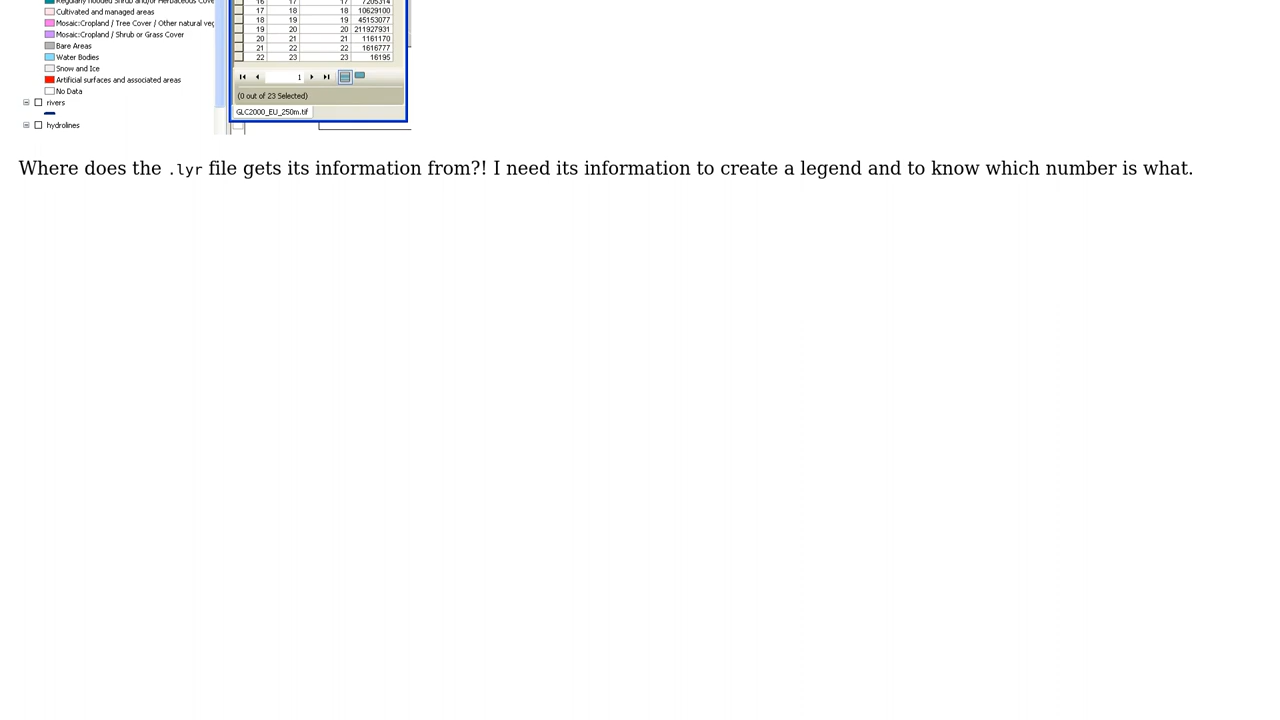 Regularly flooded Shrub and/or Herbaceous Cove
Cultivated and managed areas
Mosaic:Cropland / Tree Cover / Other natural veg
Mosaic:Cropland / Shrub or Grass Cover
Bare Areas
Water Bodies
Snow and Ice
Artificial surfaces and associated areas
No Data
rivers
hydrolines
16 17 17 7205314
17 18 18 10629100
18 19 19 45153077
19 20 20 211927931
20 21 21 1161170
21 22 22 1616777
22 23 23 16195
1
(0 out of 23 Selected)
GLC2000_EU_250m.tif
Where does the .lyr file gets its information from?! I need its information to create a legend and to know which number is what.